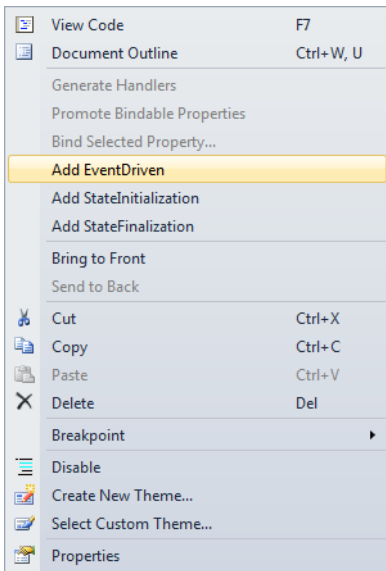 View Code F7
Document Outline Ctrl+W, U
Generate Handlers
Promote Bindable Properties
Bind Selected Property...
Add EventDriven
Add StateInitialization
Add StateFinalization
Bring to Front
Send to Back
Cut Ctrl+X
Copy Ctrl+C
Paste Ctrl+V
Delete Del
Breakpoint
Disable
Create New Theme...
Select Custom Theme...
Properties